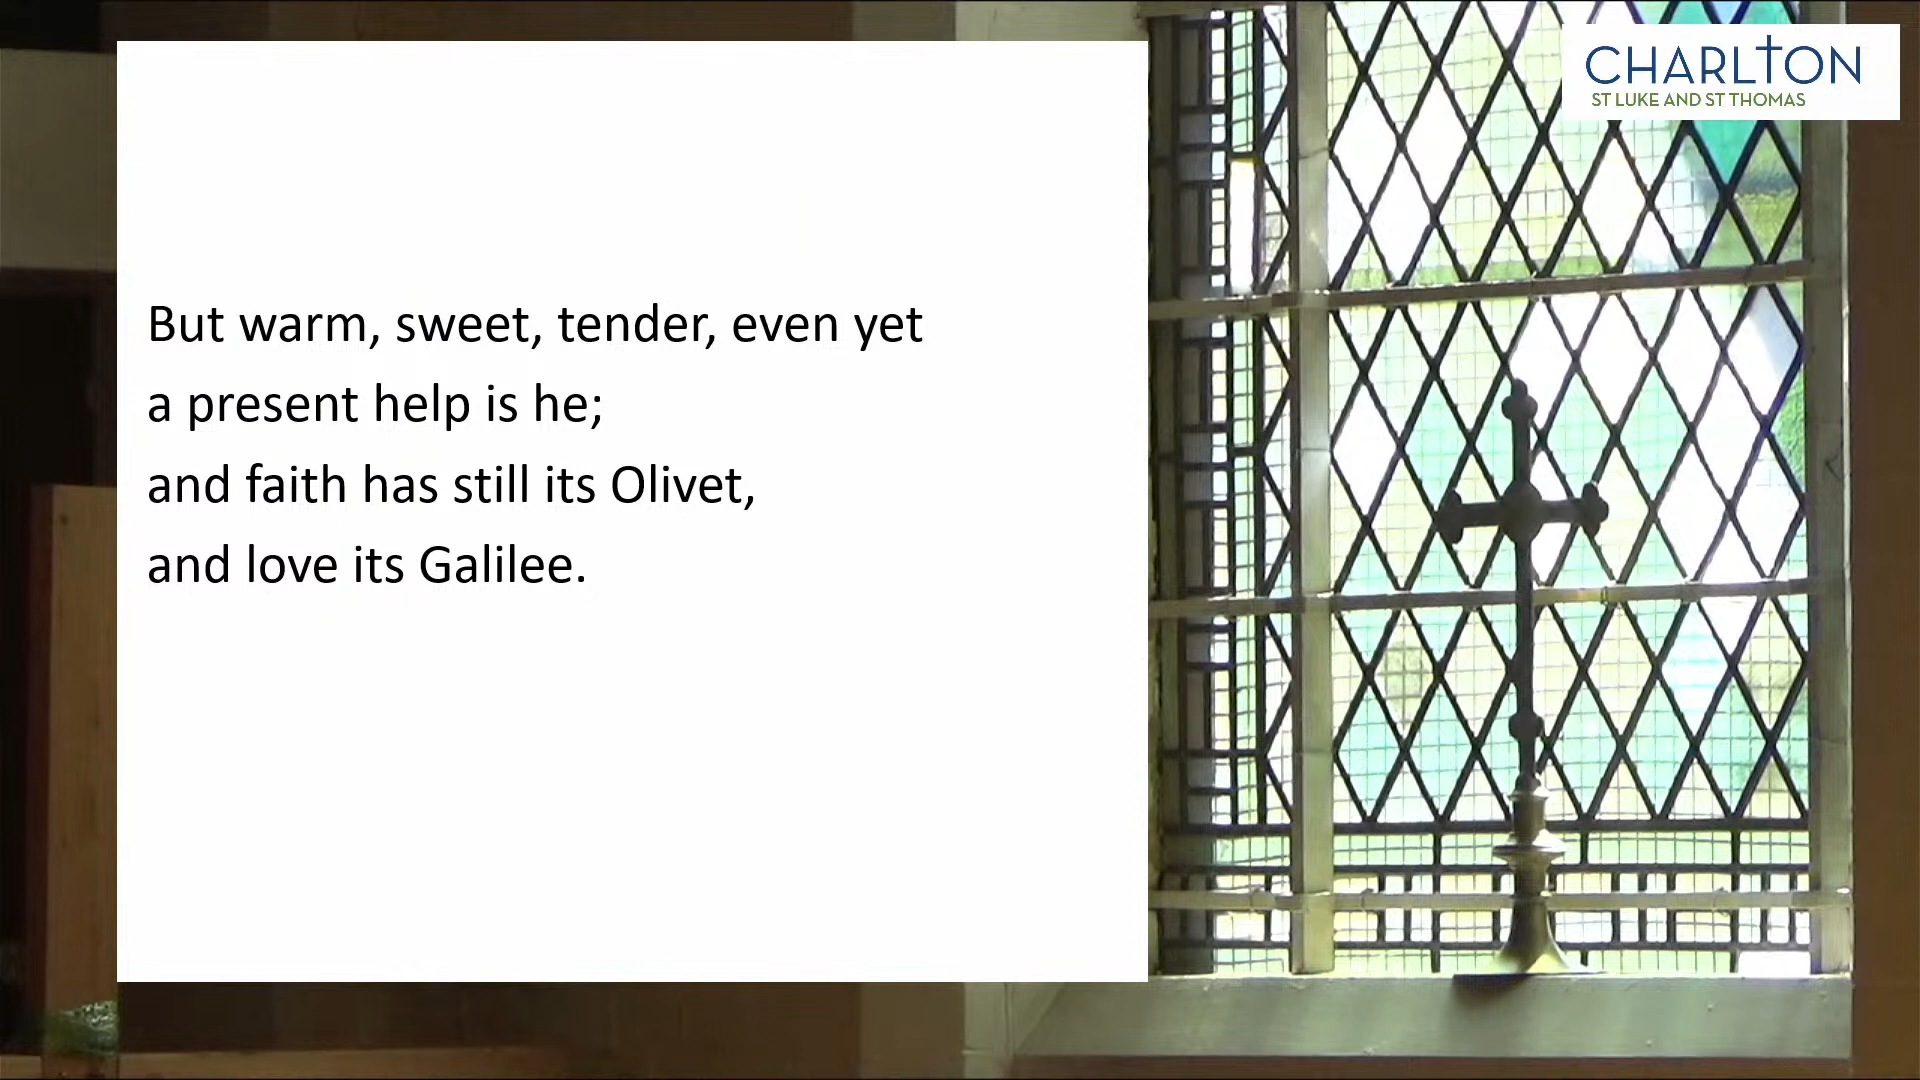 CHARLTON
ST LUKE AND ST THOMAS
But warm, sweet, tender, even yet
a present help is he;
and faith has still its Olivet,
and love its Galilee.